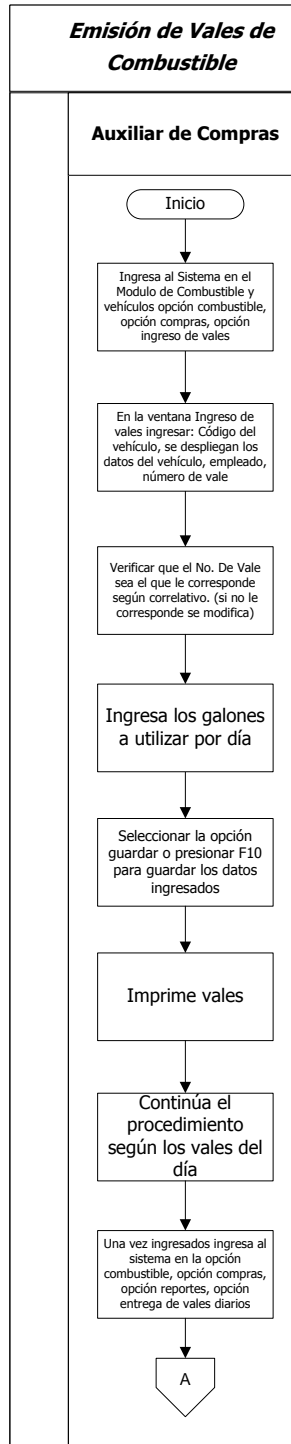 Emisión de Vales de
Combustible
Auxiliar de Compras
Inicio
Ingresa al Sistema en el
Modulo de Combustible y
vehículos opción combustible,
opción compras, opción
ingreso de vales
En la ventana Ingreso de
vales ingresar: Código del
vehículo, se despliegan los
datos del vehículo, empleado,
número de vale
Verificar que el No. De Vale
sea el que le corresponde
según correlativo. (si no le
corresponde se modifica)
Ingresa los galones
a utilizar por día
Seleccionar la opción
guardar o presionar F10
para guardar los datos
ingresados
Imprime vales
Continúa el
procedimiento
según los vales del
día
Una vez ingresados ingresa al
sistema en la opción
combustible, opción compras,
opción reportes, opción
entrega de vales diarios
A